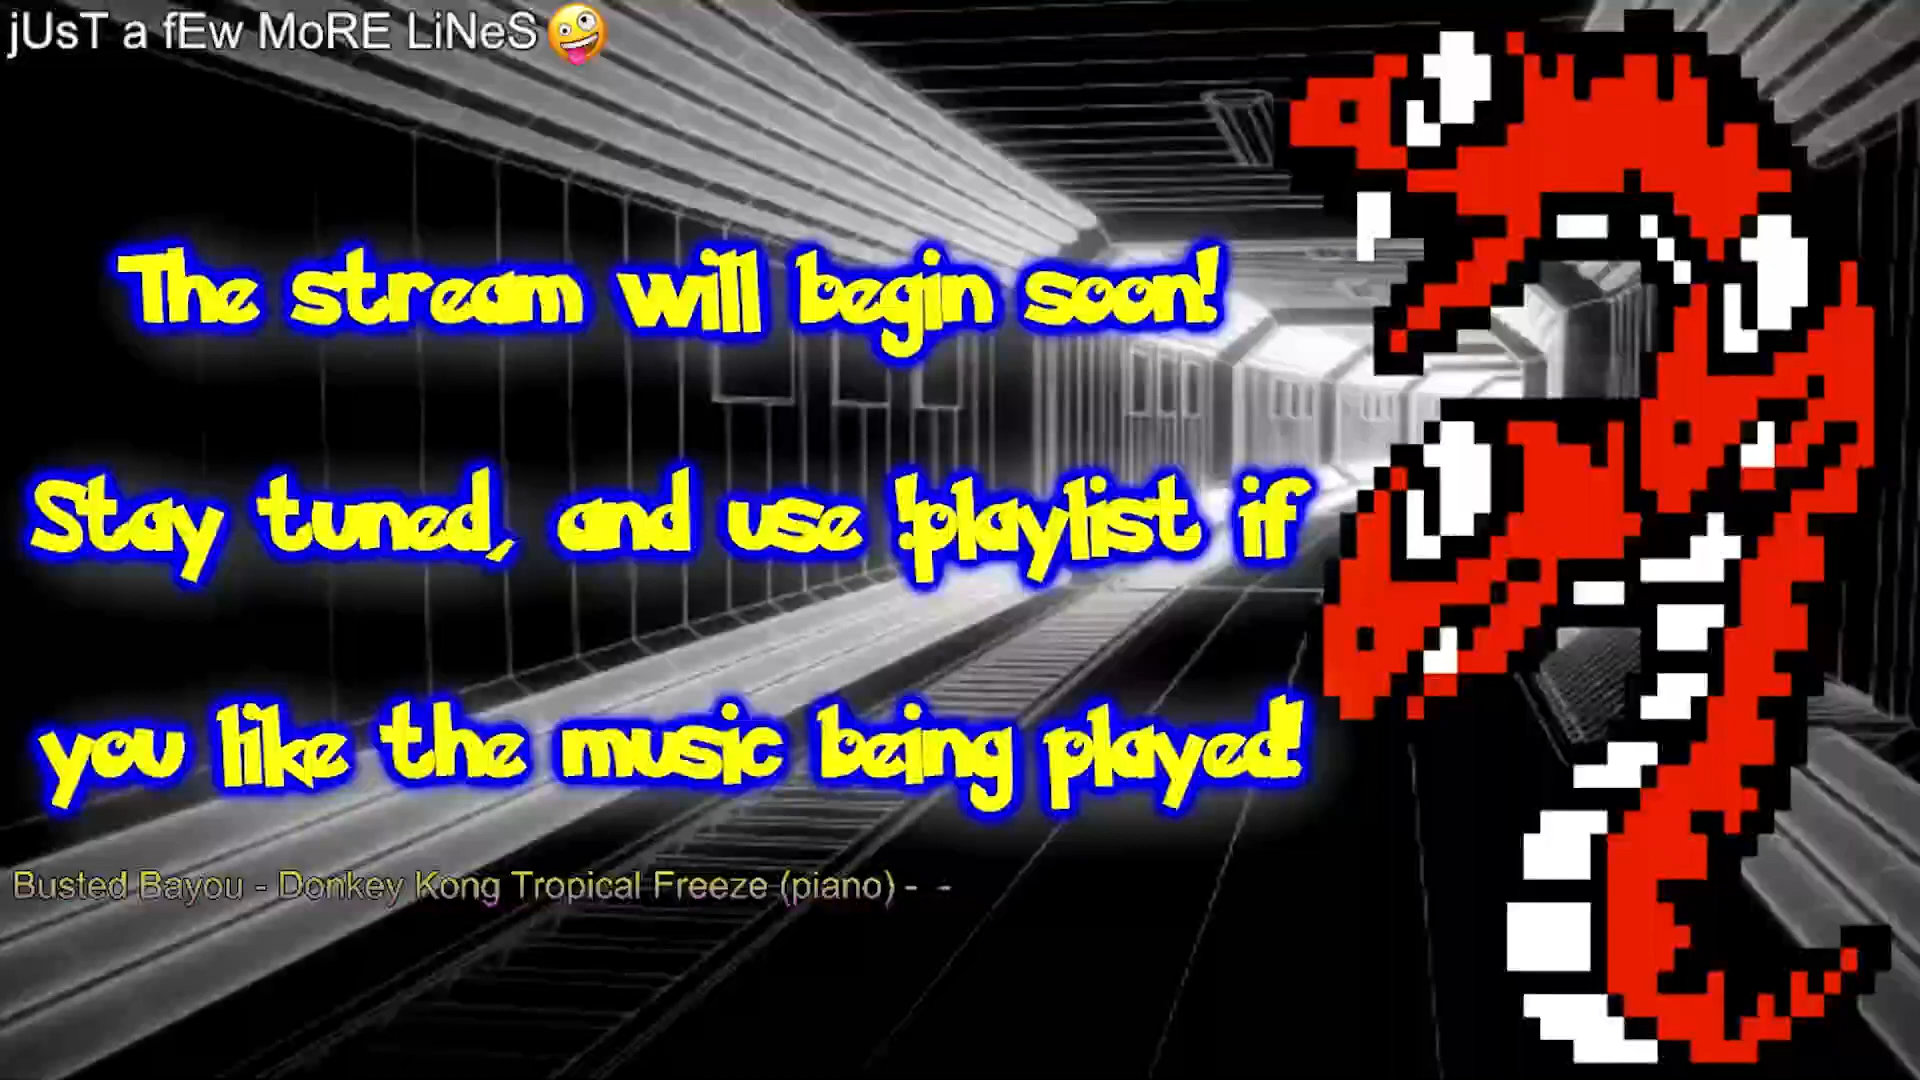 jUsT a fEw MoRE LiNeS🤪
The stream will begin soon!
Stay tuned, and use !playlist if
you like the music being played!
Busted Bayou - Donkey Kong Tropical Freeze (piano) - -